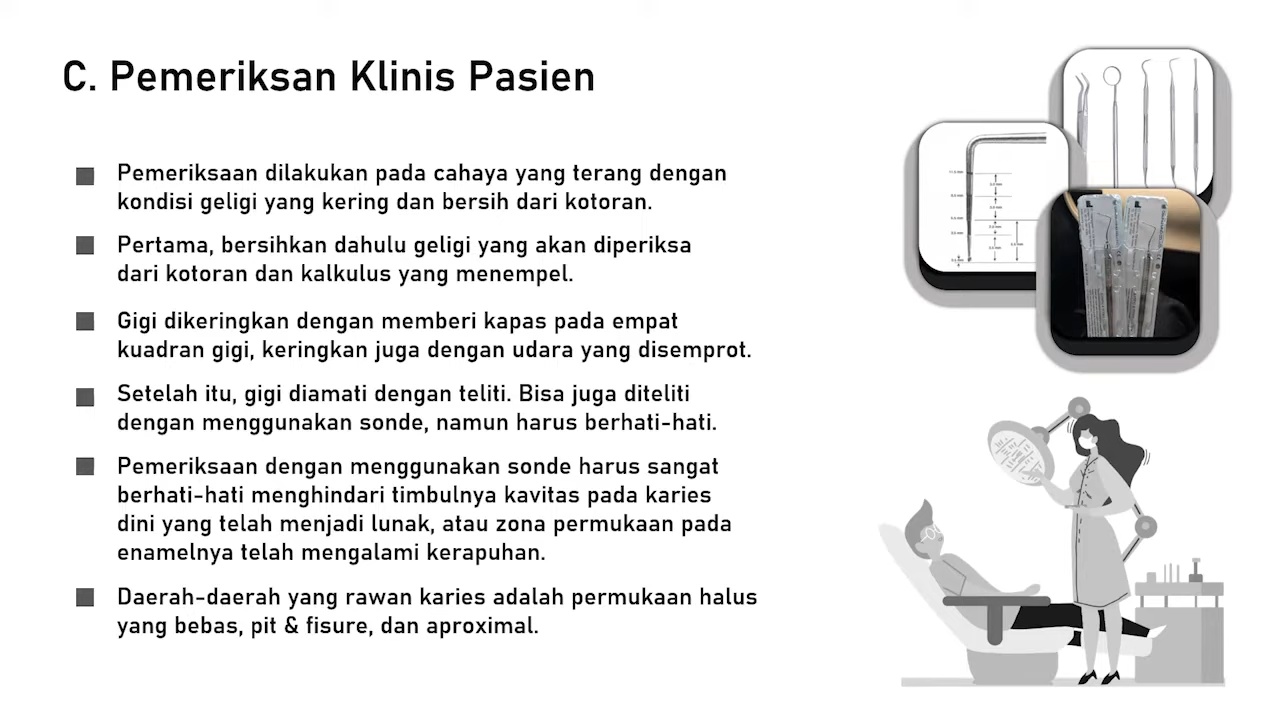 C. Pemeriksan Klinis Pasien
Pemeriksaan dilakukan pada cahaya yang terang dengan
kondisi geligi yang kering dan bersih dari kotoran.
Pertama, bersihkan dahulu geligi yang akan diperiksa
dari kotoran dan kalkulus yang menempel.
Gigi dikeringkan dengan memberi kapas pada empat
kuadran gigi, keringkan juga dengan udara yang disemprot.
Setelah itu, gigi diamati dengan teliti. Bisa juga diteliti
dengan menggunakan sonde, namun harus berhati-hati.
Pemeriksaan dengan menggunakan sonde harus sangat
berhati-hati menghindari timbulnya kavitas pada karies
dini yang telah menjadi lunak, atau zona permukaan pada
enamelnya telah mengalami kerapuhan.
Daerah-daerah yang rawan karies adalah permukaan halus
yang bebas, pit & fisure, dan aproximal.